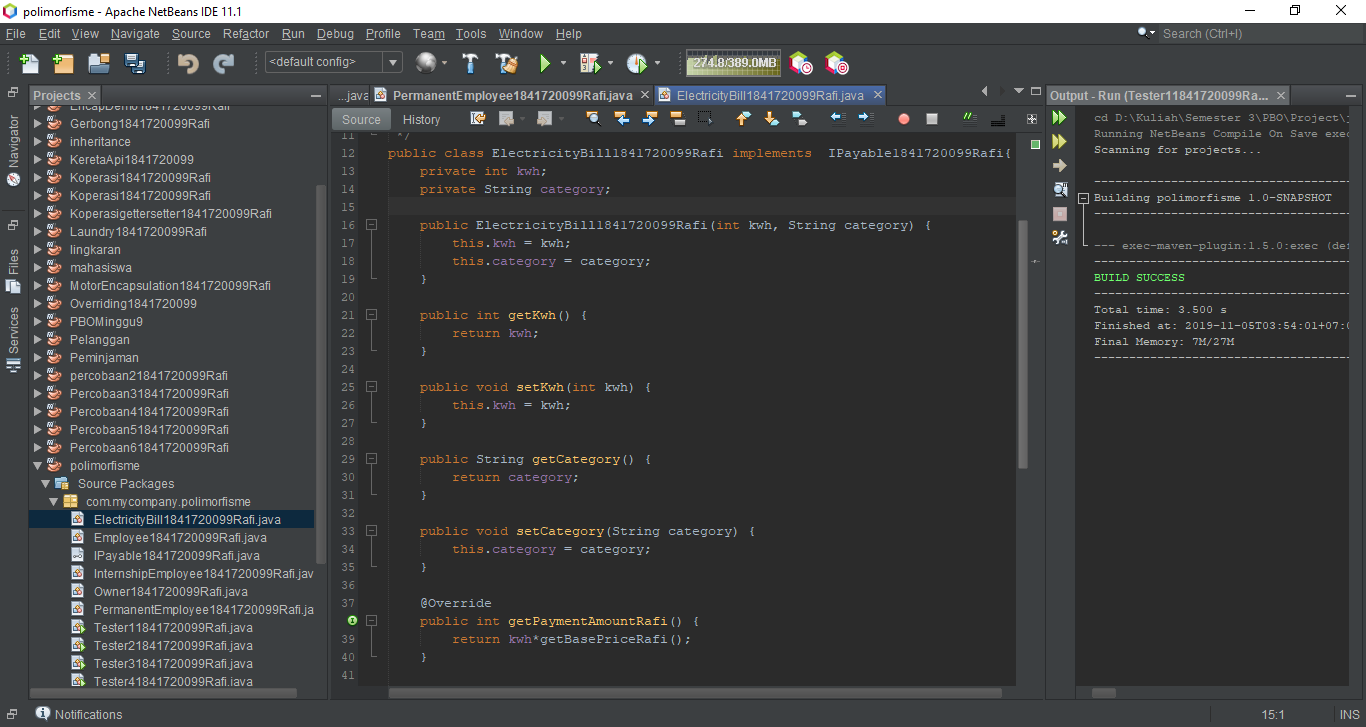 polimorfisme - Apache NetBeans IDE 11.1
File Edit View Navigate Source Refactor Run Debug Profile Team Tools Window Help
Search (Ctrl+I)
<default config>
274.8/389.0MB
Projects
Navigator
Files
Services
EncapDemo1841720099Rafi
Gerbong1841720099Rafi
inheritance
KeretaApi1841720099
Koperasi1841720099Rafi
Koperasi1841720099Rafi
Koperasigettersetter1841720099Rafi
Laundry1841720099Rafi
lingkaran
mahasiswa
MotorEncapsulation1841720099Rafi
Overriding1841720099
PBOMinggu9
Pelanggan
Peminjaman
percobaan21841720099Rafi
Percobaan31841720099Rafi
Percobaan41841720099Rafi
Percobaan51841720099Rafi
Percobaan61841720099Rafi
polimorfisme
Source Packages
com.mycompany.polimorfisme
ElectricityBill1841720099Rafi.java
Employee1841720099Rafi.java
IPayable1841720099Rafi.java
InternshipEmployee1841720099Rafi.jav
Owner1841720099Rafi.java
PermanentEmployee1841720099Rafi.ja
Tester11841720099Rafi.java
Tester21841720099Rafi.java
Tester31841720099Rafi.java
Tester41841720099Rafi.java
...java PermanentEmployee1841720099Rafi.java ElectricityBill1841720099Rafi.java
Source History
11 */
12 public class ElectricityBill1841720099Rafi implements  IPayable1841720099Rafi{
13 private int kwh;
14 private String category;
15
16 public ElectricityBill1841720099Rafi(int kwh, String category) {
17 this.kwh = kwh;
18 this.category = category;
19 }
20
21 public int getKwh() {
22 return kwh;
23 }
24
25 public void setKwh(int kwh) {
26 this.kwh = kwh;
27 }
28
29 public String getCategory() {
30 return category;
31 }
32
33 public void setCategory(String category) {
34 this.category = category;
35 }
36
37 @Override
public int getPaymentAmountRafi() {
39 return kwh*getBasePriceRafi();
40 }
41
Output - Run (Tester11841720099Ra...
cd D:\Kuliah\Semester 3\PBO\Project\
Running NetBeans Compile On Save exec
Scanning for projects...
------------------------------------
Building polimorfisme 1.0-SNAPSHOT
------------------------------------
--- exec-maven-plugin:1.5.0:exec (def
------------------------------------
BUILD SUCCESS
------------------------------------
Total time: 3.500 s
Finished at: 2019-11-05T03:54:01+07:0
Final Memory: 7M/27M
------------------------------------
Notifications
15:1
INS